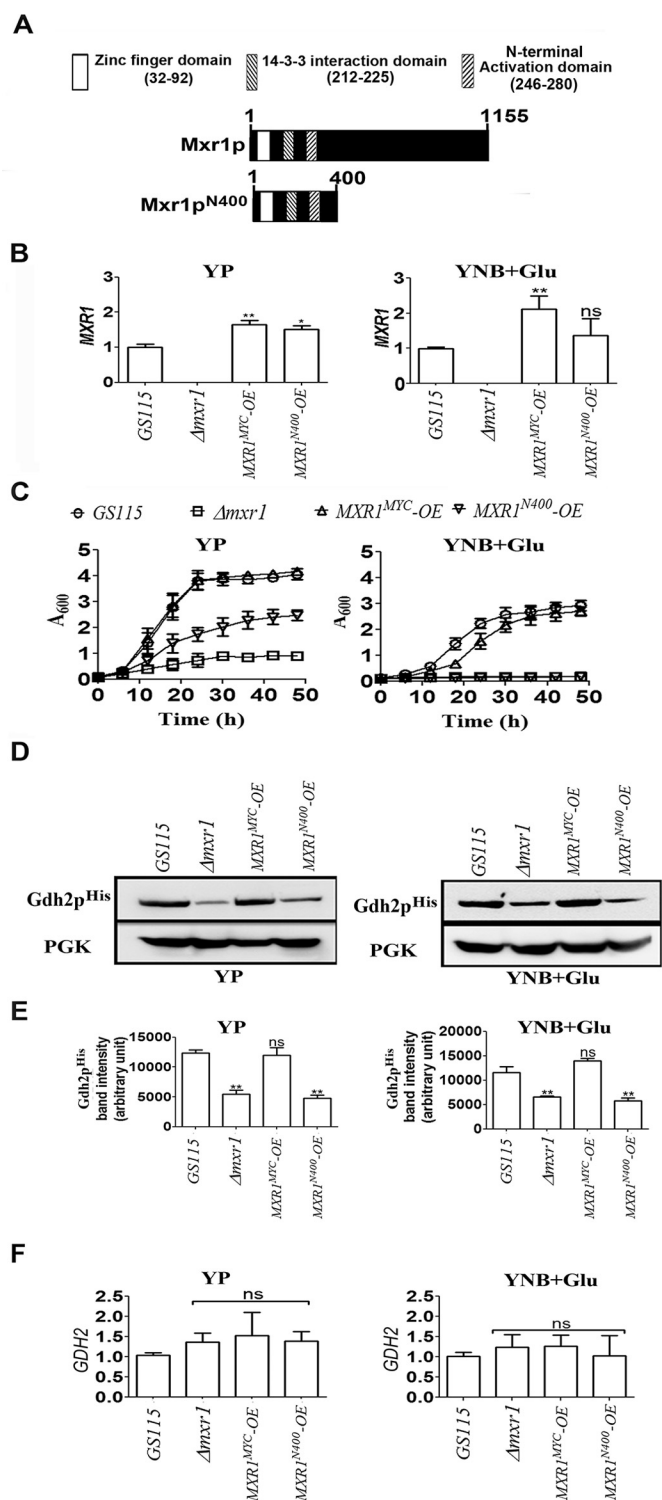 A
Zinc finger domain
(32-92)
14-3-3 interaction domain
(212-225)
N-terminal
Activation domain
(246-280)
1 1155
Mxr1p
1 400
Mxr1pN400
B
YP
MXR1
3
2
1
0
GS115
Δmxr1
MXR1MYC-OE
MXR1N400-OE
**
*
YNB+Glu
MXR1
3
2
1
0
GS115
Δmxr1
MXR1MYC-OE
MXR1N400-OE
**
ns
C
GS115 Δmxr1 MXR1MYC-OE MXR1N400-OE
YP
A600
5
4
3
2
1
0
0 10 20 30 40 50
Time (h)
YNB+Glu
A600
5
4
3
2
1
0
0 10 20 30 40 50
Time (h)
D
GS115
Δmxr1
MXR1MYC-OE
MXR1N400-OE
Gdh2pHis
PGK
YP
GS115
Δmxr1
MXR1MYC-OE
MXR1N400-OE
Gdh2pHis
PGK
YNB+Glu
E
YP
Gdh2pHis
band intensity
(arbitrary unit)
15000
10000
5000
0
**
ns
**
GS115
Δmxr1
MXR1MYC-OE
MXR1N400-OE
YNB+Glu
Gdh2pHis
band intensity
(arbitrary unit)
20000
15000
10000
5000
0
**
ns
**
GS115
Δmxr1
MXR1MYC-OE
MXR1N400-OE
F
YP
GDH2
2.5
2.0
1.5
1.0
0.5
0.0
ns
GS115
Δmxr1
MXR1MYC-OE
MXR1N400-OE
YNB+Glu
GDH2
2.5
2.0
1.5
1.0
0.5
0.0
ns
GS115
Δmxr1
MXR1MYC-OE
MXR1N400-OE